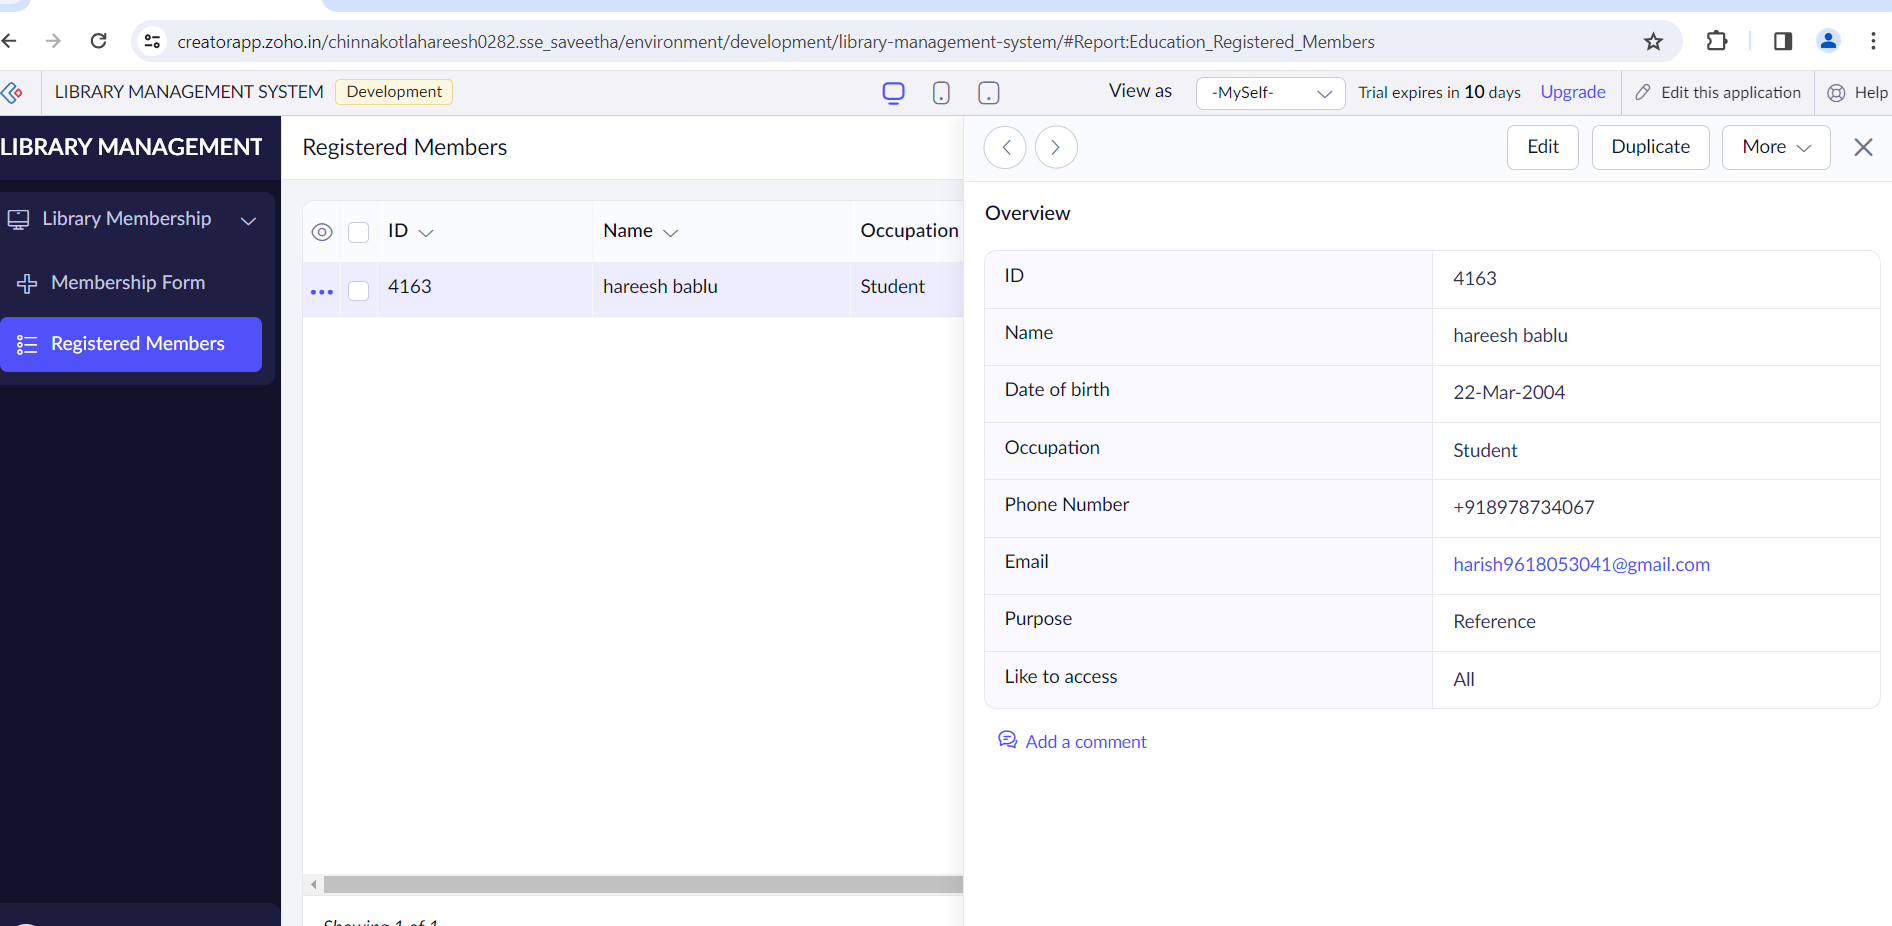 creatorapp.zoho.in/chinnakotlahareesh0282.sse_saveetha/environment/development/library-management-system/#Report:Education_Registered_Members
LIBRARY MANAGEMENT SYSTEM Development View as -MySelf- Trial expires in 10 days Upgrade Edit this application Help
LIBRARY MANAGEMENT
Library Membership
Membership Form
Registered Members
Registered Members
ID Name Occupation
4163 hareesh bablu Student
Showing 1 of 1
Edit Duplicate More
Overview
ID 4163
Name hareesh bablu
Date of birth 22-Mar-2004
Occupation Student
Phone Number +918978734067
Email harish9618053041@gmail.com
Purpose Reference
Like to access All
Add a comment